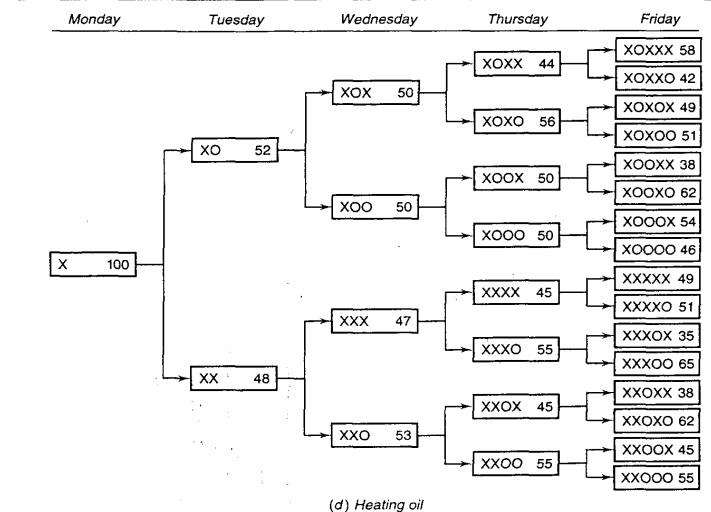 Monday Tuesday Wednesday Thursday Friday
XOXXX 58
XOXX 44
XOXXO 42
XOX 50
XOXOX 49
XOXO 56
XOXOO 51
XO 52
XOOXX 38
XOOX 50
XOOXO 62
XOO 50
XOOOX 54
XOOO 50
XOOOO 46
X 100
XXXXX 49
XXXX 45
XXXXO 51
XXX 47
XXXOX 35
XXXO 55
XXXOO 65
XX 48
XXOXX 38
XXOX 45
XXOXO 62
XXO 53
XXOOX 45
XXOO 55
XXOOO 55
(d) Heating oil